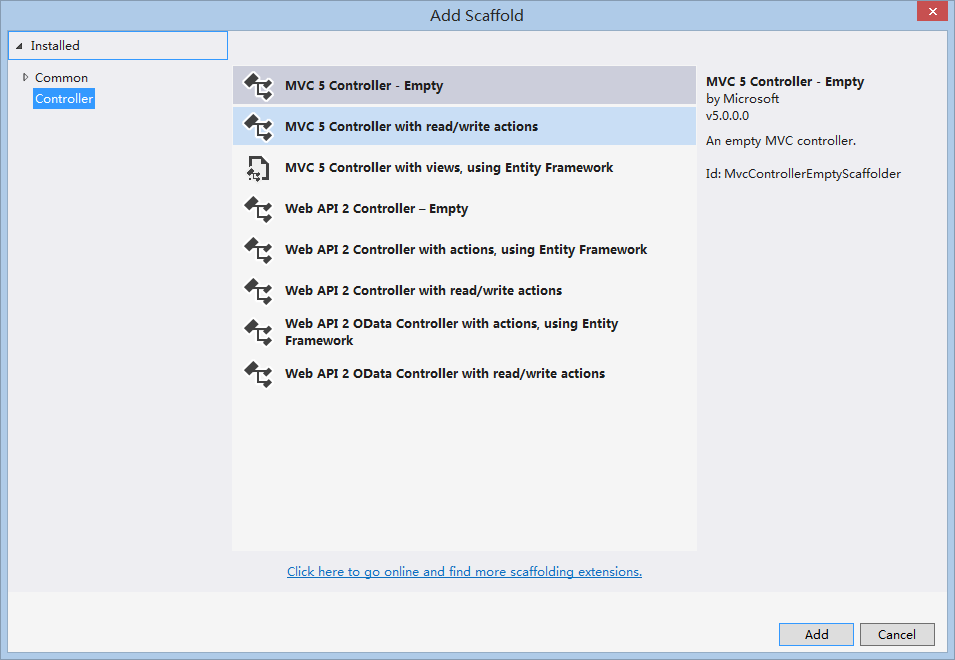 Add Scaffold
Installed
Common
Controller
MVC 5 Controller - Empty
MVC 5 Controller with read/write actions
MVC 5 Controller with views, using Entity Framework
Web API 2 Controller – Empty
Web API 2 Controller with actions, using Entity Framework
Web API 2 Controller with read/write actions
Web API 2 OData Controller with actions, using Entity
Framework
Web API 2 OData Controller with read/write actions
Click here to go online and find more scaffolding extensions.
MVC 5 Controller - Empty
by Microsoft
v5.0.0.0
An empty MVC controller.
Id: MvcControllerEmptyScaffolder
Add
Cancel